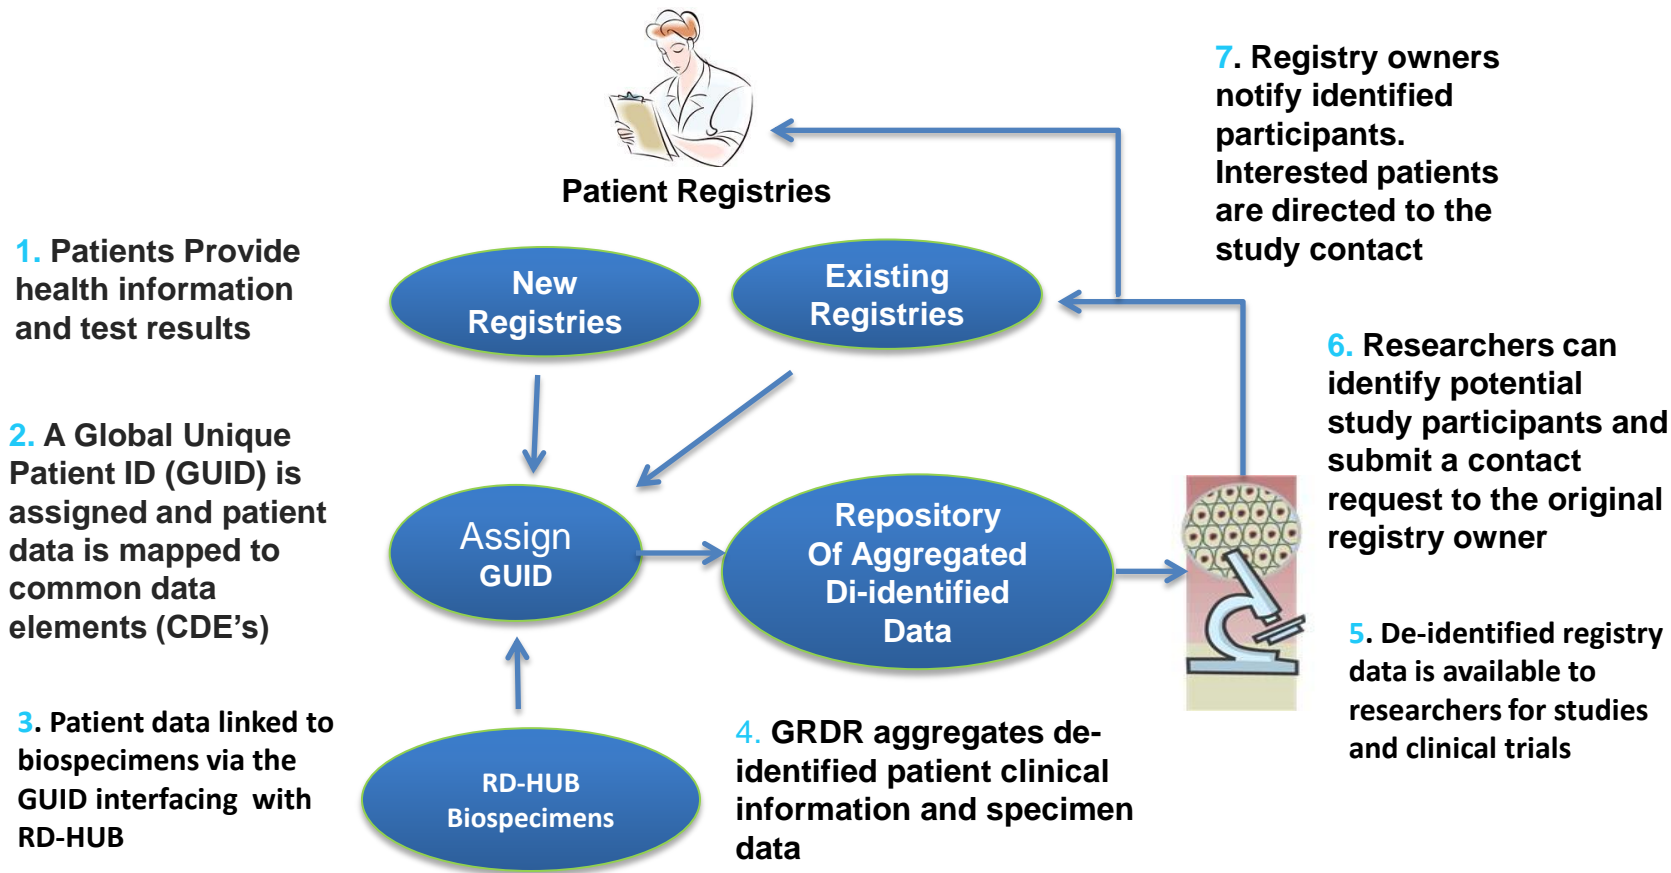 Patient Registries
1. Patients Provide
health information
and test results
New
Registries
Existing
Registries
7. Registry owners
notify identified
participants.
Interested patients
are directed to the
study contact
2. A Global Unique
Patient ID (GUID) is
assigned and patient
data is mapped to
common data
elements (CDE’s)
Assign
GUID
Repository
Of Aggregated
Di-identified
Data
6. Researchers can
identify potential
study participants and
submit a contact
request to the original
registry owner
3. Patient data linked to
biospecimens via the
GUID interfacing with
RD-HUB
RD-HUB
Biospecimens
4. GRDR aggregates de-
identified patient clinical
information and specimen
data
5. De-identified registry
data is available to
researchers for studies
and clinical trials